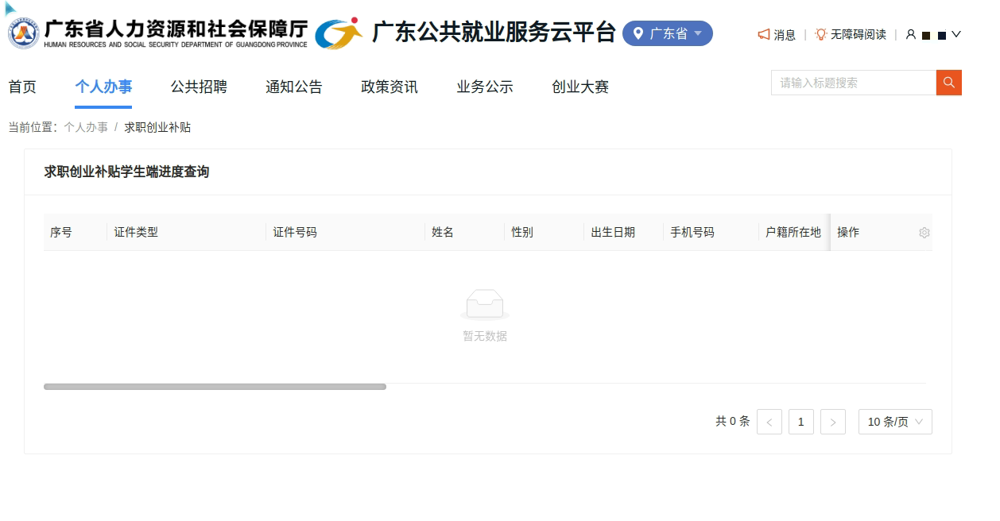 广东省人力资源和社会保障厅
HUMAN RESOURCES AND SOCIAL SECURITY DEPARTMENT OF GUANGDONG PROVINCE
广东公共就业服务云平台
广东省
消息 | 无障碍阅读 |
首页 个人办事 公共招聘 通知公告 政策资讯 业务公示 创业大赛
请输入标题搜索
当前位置: 个人办事 / 求职创业补贴
求职创业补贴学生端进度查询
序号 证件类型 证件号码 姓名 性别 出生日期 手机号码 户籍所在地 操作
暂无数据
共 0 条 < 1 > 10 条/页